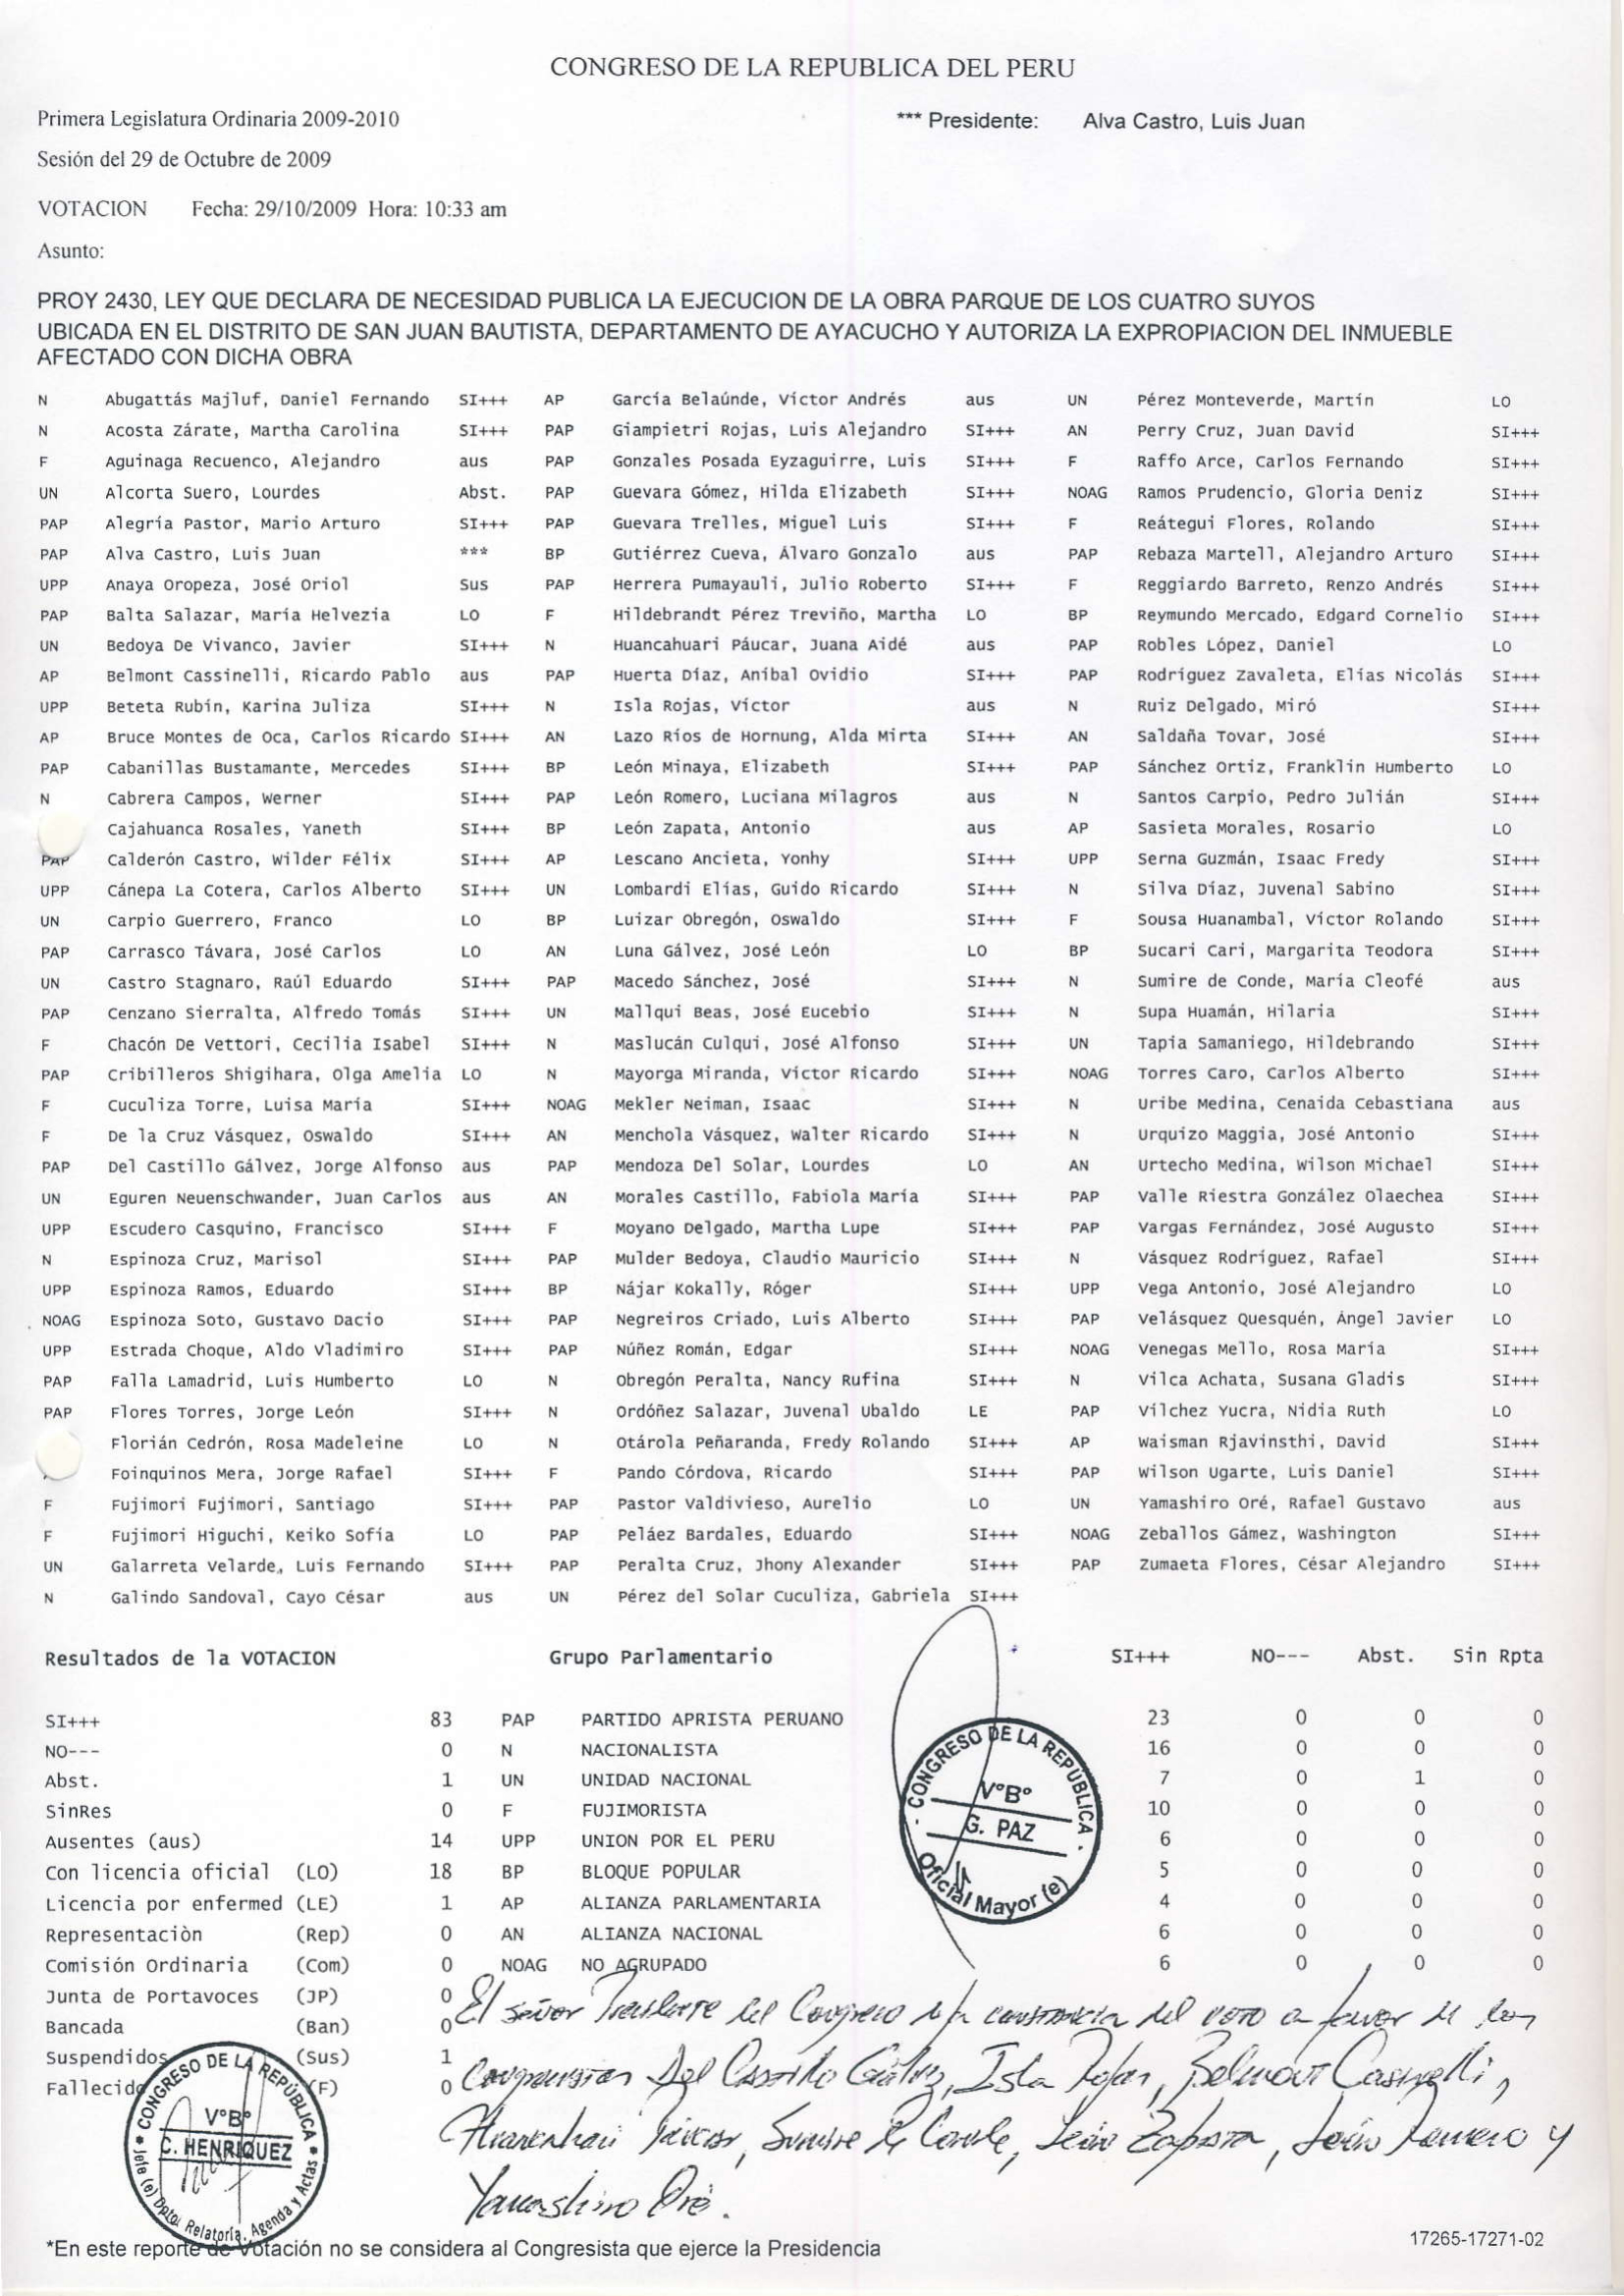 CONGRESO DE LA REPUBLICA DEL PERU
Primera Legislatura Ordinaria 2009-2010 *** Presidente: Alva Castro, Luis Juan
Sesión del 29 de Octubre de 2009
VOTACION Fecha: 29/10/2009 Hora: 10:33 am
Asunto:
PROY 2430, LEY QUE DECLARA DE NECESIDAD PUBLICA LA EJECUCION DE LA OBRA PARQUE DE LOS CUATRO SUYOS
UBICADA EN EL DISTRITO DE SAN JUAN BAUTISTA, DEPARTAMENTO DE AYACUCHO Y AUTORIZA LA EXPROPIACION DEL INMUEBLE
AFECTADO CON DICHA OBRA
N Abugattás Majluf, Daniel Fernando SI+++ AP García Belaúnde, Víctor Andrés aus UN Pérez Monteverde, Martín LO
N Acosta Zárate, Martha Carolina SI+++ PAP Giampietri Rojas, Luis Alejandro SI+++ AN Perry Cruz, Juan David SI+++
F Aguinaga Recuenco, Alejandro aus PAP Gonzales Posada Eyzaguirre, Luis SI+++ F Raffo Arce, Carlos Fernando SI+++
UN Alcorta Suero, Lourdes Abst. PAP Guevara Gómez, Hilda Elizabeth SI+++ NOAG Ramos Prudencio, Gloria Deniz SI+++
PAP Alegría Pastor, Mario Arturo SI+++ PAP Guevara Trelles, Miguel Luis SI+++ F Reátegui Flores, Rolando SI+++
PAP Alva Castro, Luis Juan *** BP Gutiérrez Cueva, Álvaro Gonzalo aus PAP Rebaza Martell, Alejandro Arturo SI+++
UPP Anaya Oropeza, José Oriol Sus PAP Herrera Pumayauli, Julio Roberto SI+++ F Reggiardo Barreto, Renzo Andrés SI+++
PAP Balta Salazar, María Helvezia LO F Hildebrandt Pérez Treviño, Martha LO BP Reymundo Mercado, Edgard Cornelio SI+++
UN Bedoya De Vivanco, Javier SI+++ N Huancahuari Páucar, Juana Aidé aus PAP Robles López, Daniel LO
AP Belmont Cassinelli, Ricardo Pablo aus PAP Huerta Díaz, Aníbal Ovidio SI+++ PAP Rodríguez Zavaleta, Elías Nicolás SI+++
UPP Beteta Rubín, Karina Juliza SI+++ N Isla Rojas, Víctor aus N Ruiz Delgado, Miró SI+++
AP Bruce Montes de Oca, Carlos Ricardo SI+++ AN Lazo Ríos de Hornung, Alda Mirta SI+++ AN Saldaña Tovar, José SI+++
PAP Cabanillas Bustamante, Mercedes SI+++ BP León Minaya, Elizabeth SI+++ PAP Sánchez Ortiz, Franklin Humberto LO
N Cabrera Campos, Werner SI+++ PAP León Romero, Luciana Milagros aus N Santos Carpio, Pedro Julián SI+++
Cajahuanca Rosales, Yaneth SI+++ BP León Zapata, Antonio aus AP Sasieta Morales, Rosario LO
PAP Calderón Castro, Wilder Félix SI+++ AP Lescano Ancieta, Yonhy SI+++ UPP Serna Guzmán, Isaac Fredy SI+++
UPP Cánepa La Cotera, Carlos Alberto SI+++ UN Lombardi Elías, Guido Ricardo SI+++ N Silva Díaz, Juvenal Sabino SI+++
UN Carpio Guerrero, Franco LO BP Luizar Obregón, Oswaldo SI+++ F Sousa Huanambal, Víctor Rolando SI+++
PAP Carrasco Távara, José Carlos LO AN Luna Gálvez, José León LO BP Sucari Cari, Margarita Teodora SI+++
UN Castro Stagnaro, Raúl Eduardo SI+++ PAP Macedo Sánchez, José SI+++ N Sumire de Conde, María Cleofé aus
PAP Cenzano Sierralta, Alfredo Tomás SI+++ UN Mallqui Beas, José Eucebio SI+++ N Supa Huamán, Hilaria SI+++
F Chacón De Vettori, Cecilia Isabel SI+++ N Maslucán Culqui, José Alfonso SI+++ UN Tapia Samaniego, Hildebrando SI+++
PAP Cribilleros Shigihara, Olga Amelia LO N Mayorga Miranda, Víctor Ricardo SI+++ NOAG Torres Caro, Carlos Alberto SI+++
F Cuculiza Torre, Luisa María SI+++ NOAG Mekler Neiman, Isaac SI+++ N Uribe Medina, Cenaida Cebastiana aus
F De la Cruz Vásquez, Oswaldo SI+++ AN Menchola Vásquez, Walter Ricardo SI+++ N Urquizo Maggia, José Antonio SI+++
PAP Del Castillo Gálvez, Jorge Alfonso aus PAP Mendoza Del Solar, Lourdes LO AN Urtecho Medina, Wilson Michael SI+++
UN Eguren Neuenschwander, Juan Carlos aus AN Morales Castillo, Fabiola María SI+++ PAP Valle Riestra González Olaechea SI+++
UPP Escudero Casquino, Francisco SI+++ F Moyano Delgado, Martha Lupe SI+++ PAP Vargas Fernández, José Augusto SI+++
N Espinoza Cruz, Marisol SI+++ PAP Mulder Bedoya, Claudio Mauricio SI+++ N Vásquez Rodríguez, Rafael SI+++
UPP Espinoza Ramos, Eduardo SI+++ BP Nájar Kokally, Róger SI+++ UPP Vega Antonio, José Alejandro LO
NOAG Espinoza Soto, Gustavo Dacio SI+++ PAP Negreiros Criado, Luis Alberto SI+++ PAP Velásquez Quesquén, Ángel Javier LO
UPP Estrada Choque, Aldo Vladimiro SI+++ PAP Núñez Román, Edgar SI+++ NOAG Venegas Mello, Rosa María SI+++
PAP Falla Lamadrid, Luis Humberto LO N Obregón Peralta, Nancy Rufina SI+++ N Vilca Achata, Susana Gladis SI+++
PAP Flores Torres, Jorge León SI+++ N Ordóñez Salazar, Juvenal Ubaldo LE PAP Vílchez Yucra, Nidia Ruth LO
Florián Cedrón, Rosa Madeleine LO N Otárola Peñaranda, Fredy Rolando SI+++ AP Waisman Rjavinsthi, David SI+++
Foinquinos Mera, Jorge Rafael SI+++ F Pando Córdova, Ricardo SI+++ PAP Wilson Ugarte, Luis Daniel SI+++
F Fujimori Fujimori, Santiago SI+++ PAP Pastor Valdivieso, Aurelio LO UN Yamashiro Oré, Rafael Gustavo aus
F Fujimori Higuchi, Keiko Sofía LO PAP Peláez Bardales, Eduardo SI+++ NOAG Zeballos Gámez, Washington SI+++
UN Galarreta Velarde, Luis Fernando SI+++ PAP Peralta Cruz, Jhony Alexander SI+++ PAP Zumaeta Flores, César Alejandro SI+++
N Galindo Sandoval, Cayo César aus UN Pérez del Solar Cuculiza, Gabriela SI+++
Resultados de la VOTACION Grupo Parlamentario SI+++ NO--- Abst. Sin Rpta
SI+++ 83 PAP PARTIDO APRISTA PERUANO 23 0 0 0
NO--- 0 N NACIONALISTA 16 0 0 0
Abst. 1 UN UNIDAD NACIONAL 7 0 1 0
SinRes 0 F FUJIMORISTA 10 0 0 0
Ausentes (aus) 14 UPP UNION POR EL PERU 6 0 0 0
Con licencia oficial (LO) 18 BP BLOQUE POPULAR 5 0 0 0
Licencia por enfermed (LE) 1 AP ALIANZA PARLAMENTARIA 4 0 0 0
Representaciòn (Rep) 0 AN ALIANZA NACIONAL 6 0 0 0
Comisión Ordinaria (Com) 0 NOAG NO AGRUPADO 6 0 0 0
Junta de Portavoces (JP) 0
Bancada (Ban) 0
Suspendidos (Sus) 1
Fallecido (F) 0
CONGRESO DE LA REPÚBLICA
V°B°
G. PAZ
Oficial Mayor (e)
El señor Presidente del Congreso constancia del voto a favor de los
Congresistas Del Castillo Gálvez, Isla Rojas, Belmont Cassinelli,
Huancahuari Páucar, Sumire de Conde, León Zapata, León Romero y
Yamashiro Oré.
CONGRESO DE LA REPÚBLICA
V°B°
C. HENRIQUEZ
Jefe (e) Dpto. Relatoría, Agenda y Actas
*En este reporte de Votación no se considera al Congresista que ejerce la Presidencia
17265-17271-02